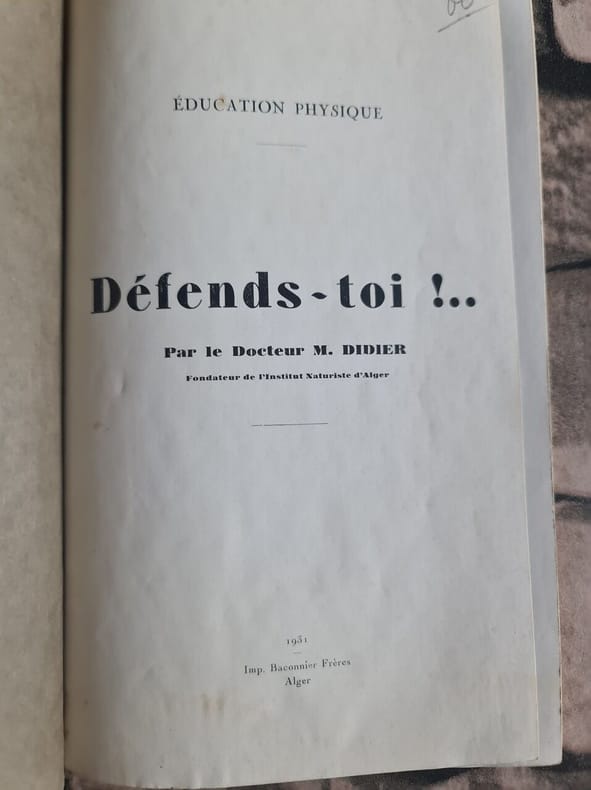 ÉDUCATION PHYSIQUE
Défends-toi !..
Par le Docteur M. DIDIER
Fondateur de l'Institut Naturiste d'Alger
1931
Imp. Baconnier Frères
Alger